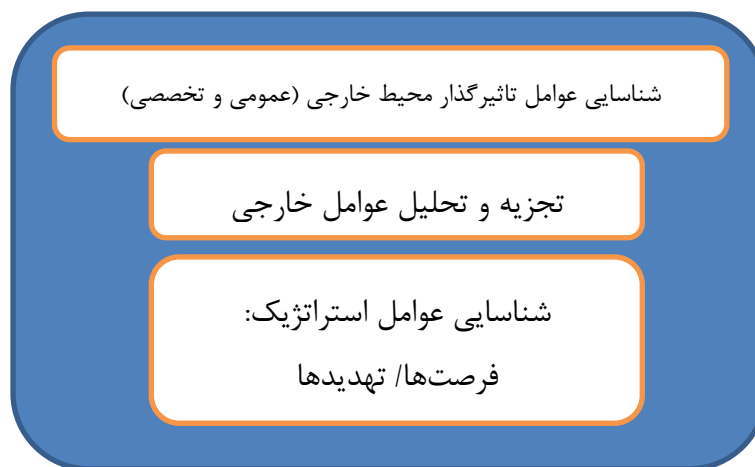 شناسایی عوامل تاثیرگذار محیط خارجی (عمومی و تخصصی)
تجزیه و تحلیل عوامل خارجی
شناسایی عوامل استراتژیک:
فرصت‌ها/ تهدیدها